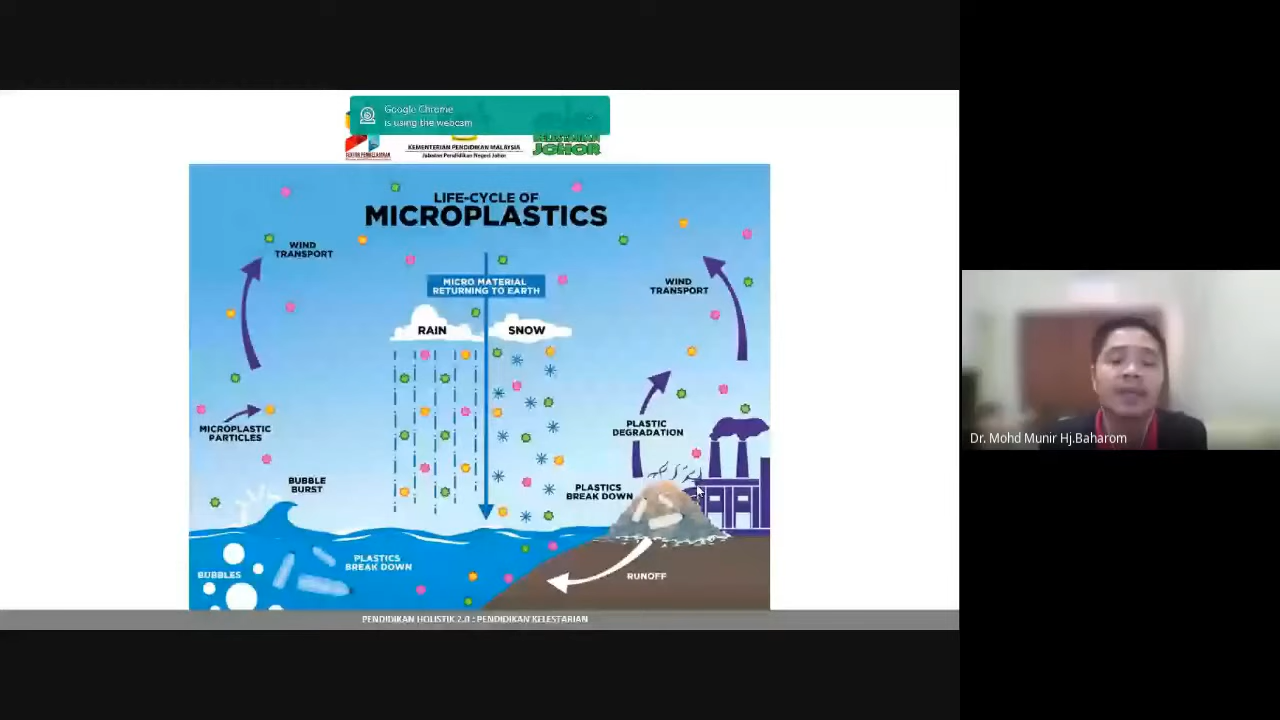 Google Chrome
is using the webcam
KEMENTERIAN PENDIDIKAN MALAYSIA
Jabatan Pendidikan Negeri Johor
JOHOR
LIFE-CYCLE OF
MICROPLASTICS
WIND
TRANSPORT
MICRO MATERIAL
RETURNING TO EARTH
WIND
TRANSPORT
RAIN
SNOW
MICROPLASTIC
PARTICLES
PLASTIC
DEGRADATION
BUBBLE
BURST
PLASTICS
BREAK DOWN
PLASTICS
BREAK DOWN
BUBBLES
RUNOFF
PENDIDIKAN HOLISTIK 2.0 : PENDIDIKAN KELESTARIAN
Dr. Mohd Munir Hj.Baharom